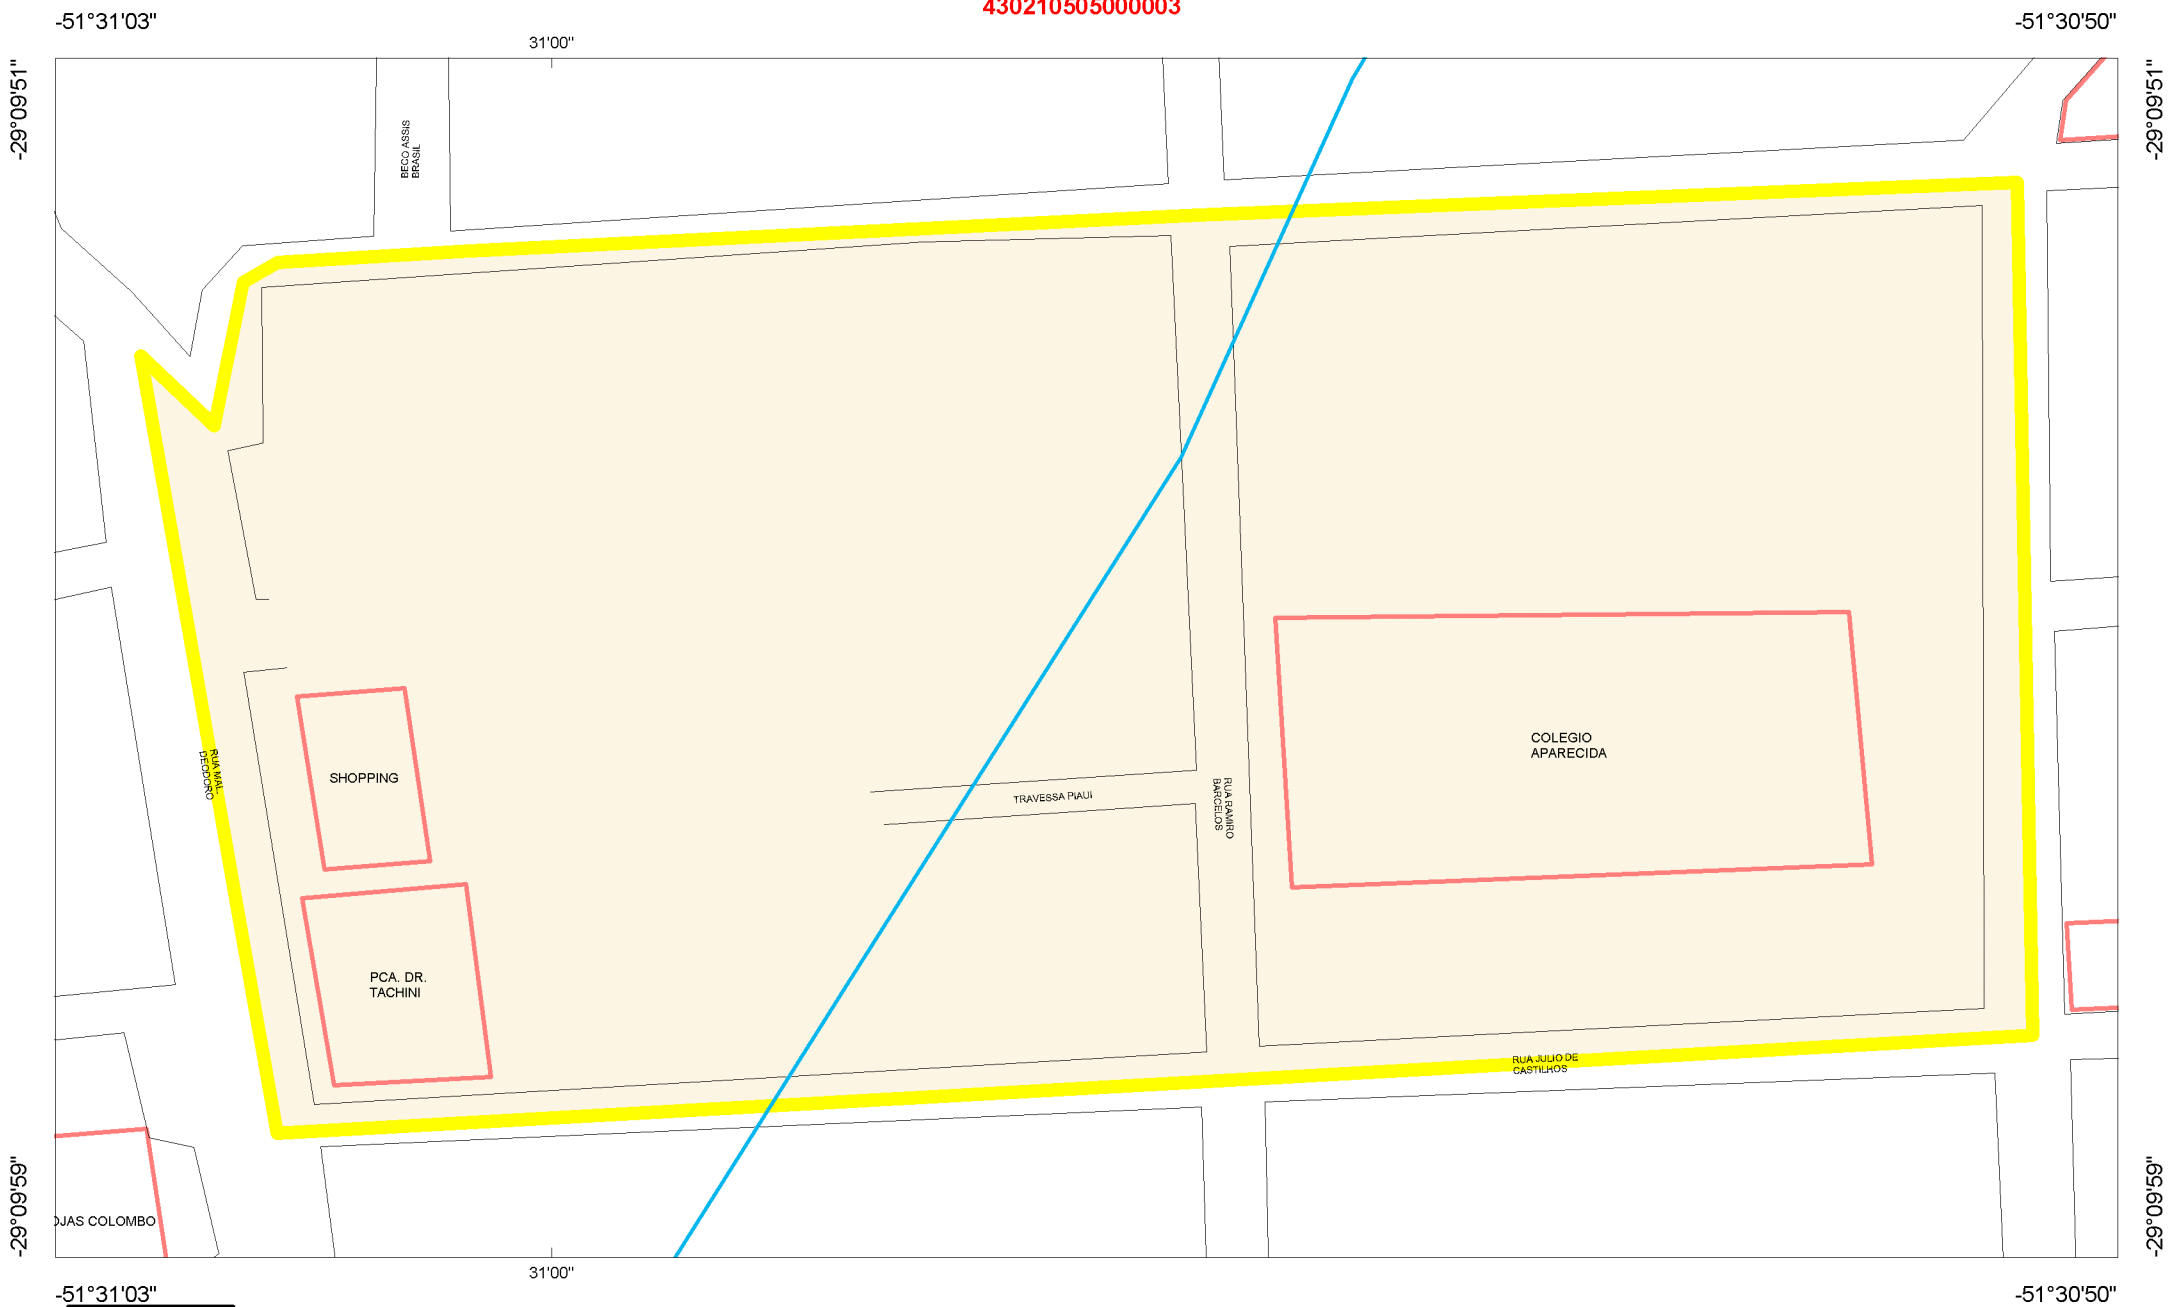 430210505000003
-51°31'03"
-51°30'50"
31'00"
-29°09'51"
-29°09'51"
BECO ASSIS
BRASIL
RUA MAL.
DEODORO
SHOPPING
COLEGIO
APARECIDA
TRAVESSA PIAUI
RUA RAMIRO
BARCELOS
PCA. DR.
TACHINI
RUA JULIO DE
CASTILHOS
OJAS COLOMBO
-29°09'59"
-29°09'59"
31'00"
-51°31'03"
-51°30'50"